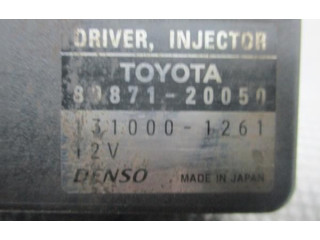 DRIVER, INJECTOR
TOYOTA
89871-20050
131000-1261
12V
DENSO MADE IN JAPAN